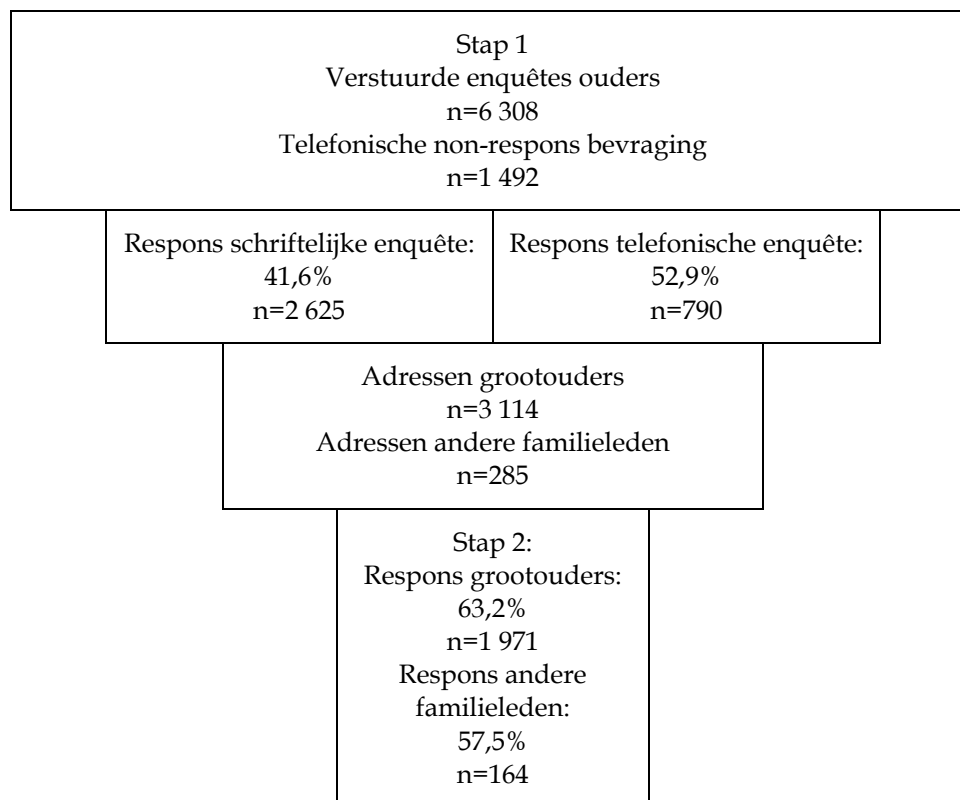 Stap 1
Verstuurde enquêtes ouders
n=6 308
Telefonische non-respons bevraging
n=1 492
Respons schriftelijke enquête:
41,6%
n=2 625
Respons telefonische enquête:
52,9%
n=790
Adressen grootouders
n=3 114
Adressen andere familieleden
n=285
Stap 2:
Respons grootouders:
63,2%
n=1 971
Respons andere
familieleden:
57,5%
n=164